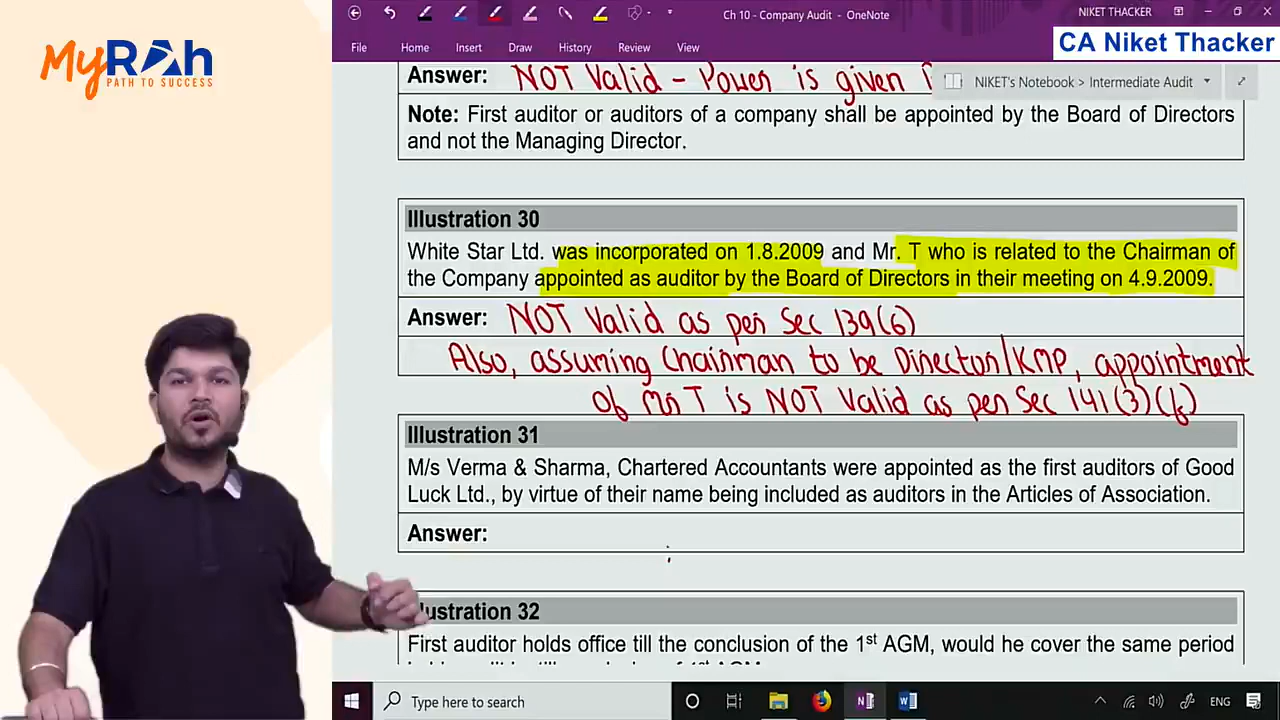 MyRAh
PATH TO SUCCESS
Ch 10 - Company Audit - OneNote
NIKET THACKER
CA Niket Thacker
File Home Insert Draw History Review View
NIKET's Notebook > Intermediate Audit
Answer: NOT Valid - Power is given
Note: First auditor or auditors of a company shall be appointed by the Board of Directors
and not the Managing Director.
Illustration 30
White Star Ltd. was incorporated on 1.8.2009 and Mr. T who is related to the Chairman of
the Company appointed as auditor by the Board of Directors in their meeting on 4.9.2009.
Answer: NOT Valid as per Sec 139(6)
Also, assuming Chairman to be Director/KMP, appointment
of Mr T is NOT Valid as per Sec 141(3)(f)
Illustration 31
M/s Verma & Sharma, Chartered Accountants were appointed as the first auditors of Good
Luck Ltd., by virtue of their name being included as auditors in the Articles of Association.
Answer:
lustration 32
First auditor holds office till the conclusion of the 1st AGM, would he cover the same period
Type here to search
ENG